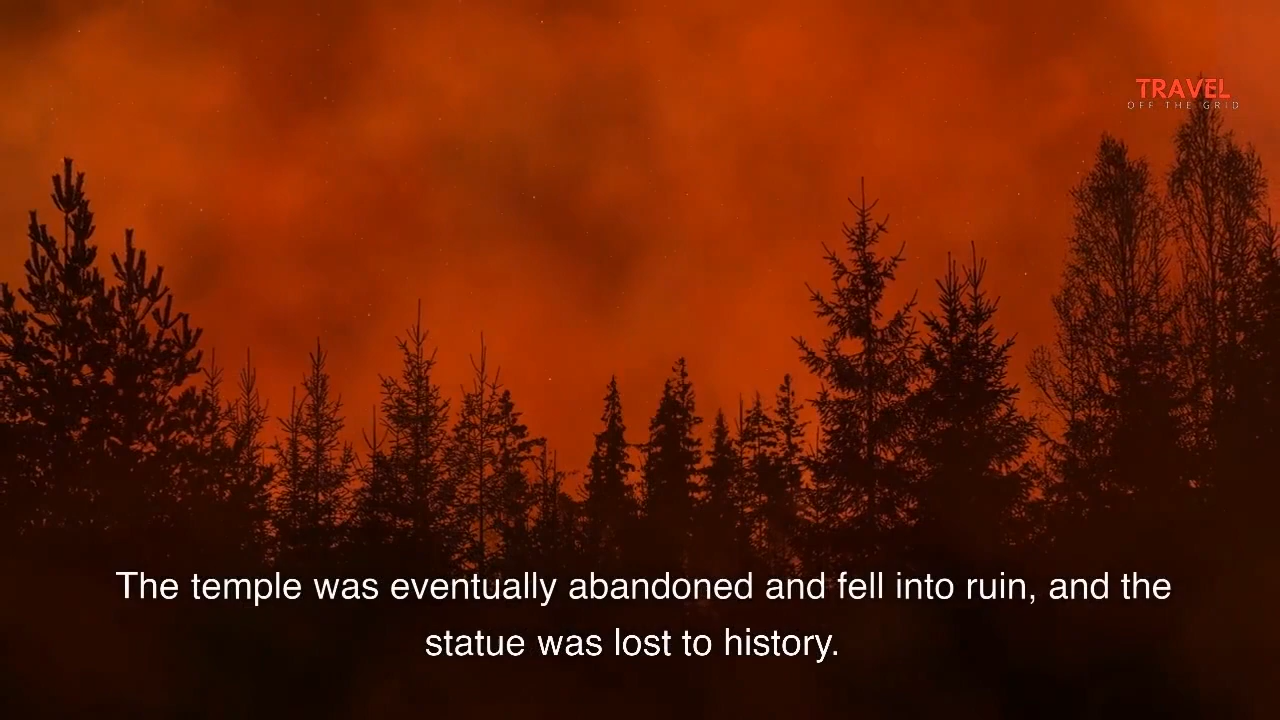 TRAVEL
OFF THE GRID
The temple was eventually abandoned and fell into ruin, and the
statue was lost to history.